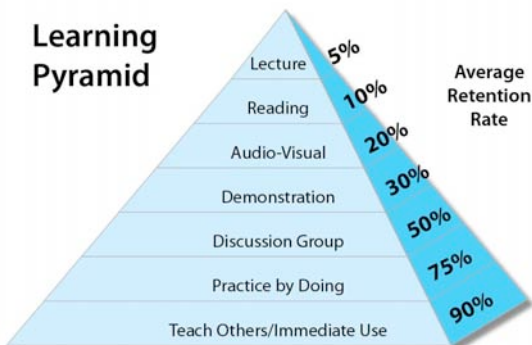 Learning
Pyramid
Average
Retention
Rate
Lecture
5%
Reading
10%
Audio-Visual
20%
Demonstration
30%
Discussion Group
50%
Practice by Doing
75%
Teach Others/Immediate Use
90%